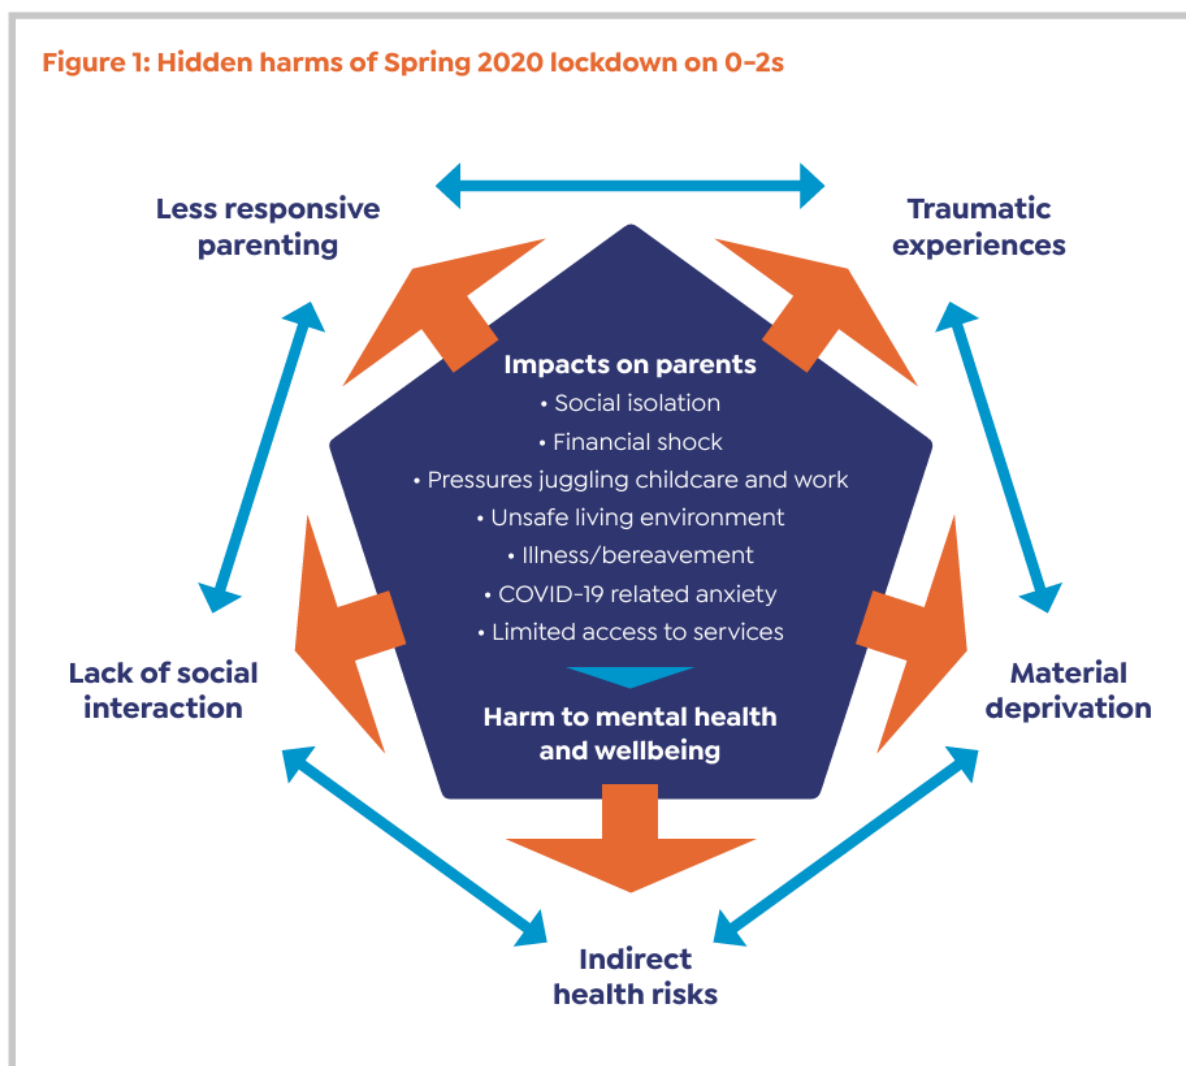 Figure 1: Hidden harms of Spring 2020 lockdown on 0-2s
Less responsive
parenting
Traumatic
experiences
Impacts on parents
• Social isolation
• Financial shock
• Pressures juggling childcare and work
• Unsafe living environment
• Illness/bereavement
• COVID-19 related anxiety
• Limited access to services
Harm to mental health
and wellbeing
Lack of social
interaction
Material
deprivation
Indirect
health risks